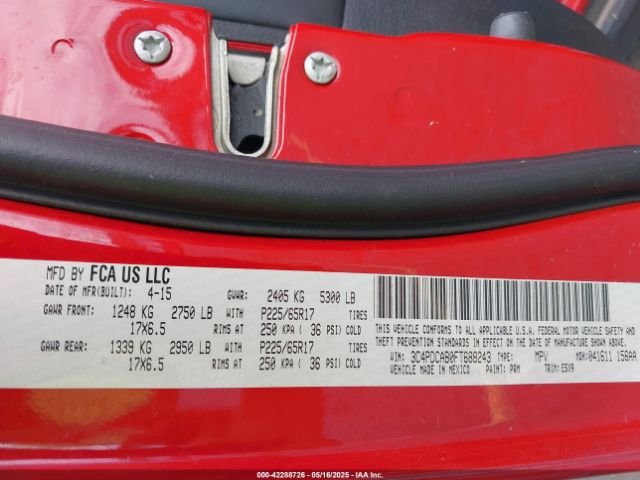 MFD BY FCA US LLC
DATE OF MFR(BUILT): 4-15 GVWR: 2405 KG 5300 LB
GAWR FRONT: 1248 KG 2750 LB WITH P225/65R17 TIRES
17X6.5 RIMS AT 250 KPA ( 36 PSI) COLD
GAWR REAR: 1339 KG 2950 LB WITH P225/65R17 TIRES
17X6.5 RIMS AT 250 KPA ( 36 PSI) COLD
THIS VEHICLE CONFORMS TO ALL APPLICABLE
U.S.A. FEDERAL MOTOR VEHICLE SAFETY AND
THEFT PREVENTION STANDARDS IN EFFECT ON THE DATE OF
MANUFACTURE SHOWN ABOVE.
VIN: 3C4PDCAB0FT688243 TYPE: MPV MDH: 041611 156AA
VEHICLE MADE IN MEXICO PAINT: PRM TRIM: E5X9
000-42288726 - 05/16/2025 - IAA Inc.